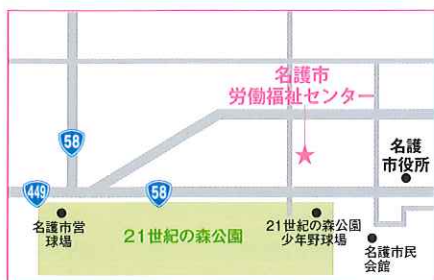 名護市
労働福祉センター
58
名護
市役所
449
58
名護市営
球場
21世紀の森公園
21世紀の森公園
少年野球場
名護市民
会館